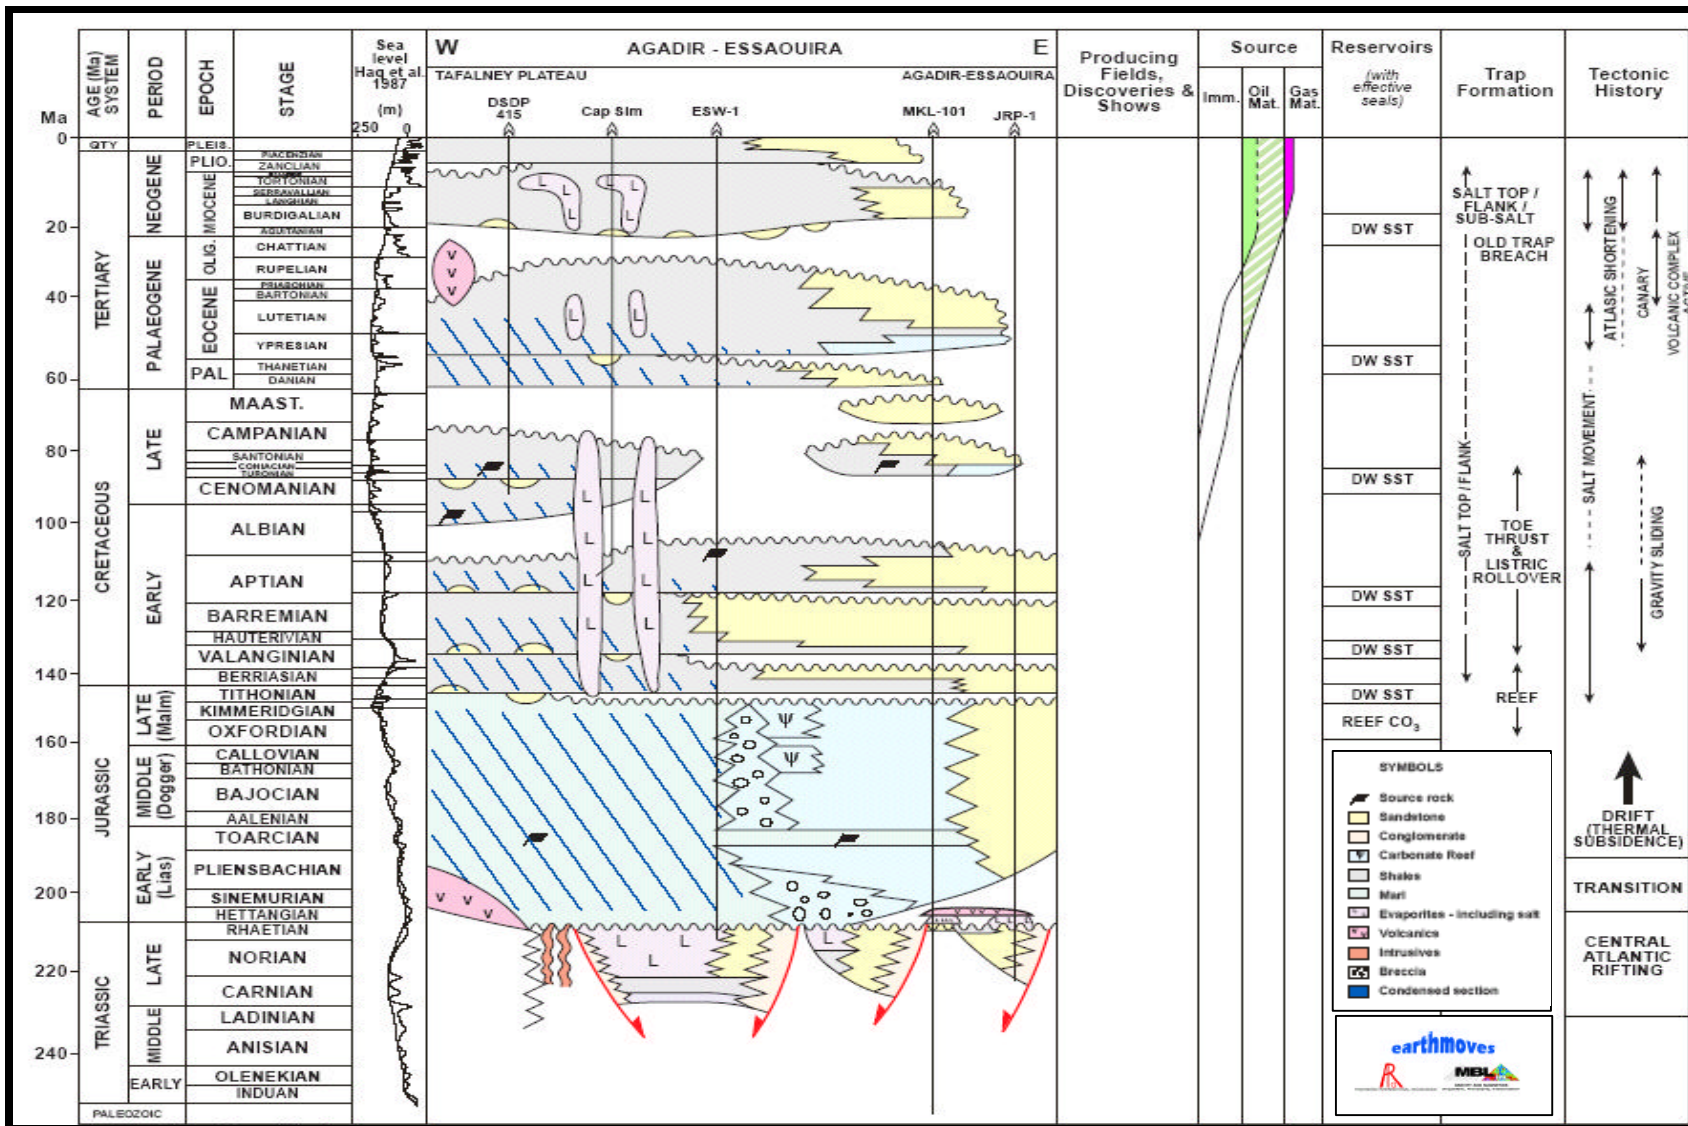 Ma
AGE (Ma)
SYSTEM
PERIOD
EPOCH
STAGE
Sea
level
Haq et al.
1987
(m)
250
0
W
AGADIR - ESSAOUIRA
E
TAFALNEY PLATEAU
AGADIR-ESSAOUIRA
DSDP
415
Cap Sim
ESW-1
MKL-101
JRP-1
Producing
Fields,
Discoveries &
Shows
Source
Imm.
Oil
Mat.
Gas
Mat.
Reservoirs
(with
effective
seals)
Trap
Formation
Tectonic
History
0
20
40
60
80
100
120
140
160
180
200
220
240
QTY
TERTIARY
CRETACEOUS
JURASSIC
TRIASSIC
PALEOZOIC
NEOGENE
PALAEOGENE
LATE
EARLY
LATE
(Malm)
MIDDLE
(Dogger)
EARLY
(Lias)
LATE
MIDDLE
EARLY
PLEIS.
PLIO.
MIOCENE
OLIG.
EOCENE
PAL
PIACENZIAN
ZANCLIAN
TORTONIAN
SERRAVALLIAN
LANGHIAN
BURDIGALIAN
AQUITANIAN
CHATTIAN
RUPELIAN
PRIABONIAN
BARTONIAN
LUTETIAN
YPRESIAN
THANETIAN
DANIAN
MAAST.
CAMPANIAN
SANTONIAN
CONIACIAN
TURONIAN
CENOMANIAN
ALBIAN
APTIAN
BARREMIAN
HAUTERIVIAN
VALANGINIAN
BERRIASIAN
TITHONIAN
KIMMERIDGIAN
OXFORDIAN
CALLOVIAN
BATHONIAN
BAJOCIAN
AALENIAN
TOARCIAN
PLIENSBACHIAN
SINEMURIAN
HETTANGIAN
RHAETIAN
NORIAN
CARNIAN
LADINIAN
ANISIAN
OLENEKIAN
INDUAN
L L L L
L L
V
V
V
L L
L L
L L
L L
L L
Ψ
Ψ
V V V
V V V V
L L L
L
DW SST
DW SST
DW SST
DW SST
DW SST
DW SST
REEF CO3
SALT TOP /
FLANK /
SUB-SALT
OLD TRAP
BREACH
SALT TOP / FLANK
TOE
THRUST
&
LISTRIC
ROLLOVER
REEF
ATLASIC SHORTENING
CANARY
VOLCANIC COMPLEX
ACTIVE
SALT MOVEMENT
GRAVITY SLIDING
DRIFT
(THERMAL
SUBSIDENCE)
TRANSITION
CENTRAL
ATLANTIC
RIFTING
SYMBOLS
Source rock
Sandstone
Conglomerate
Carbonate Reef
Shales
Marl
Evaporites - including salt
Volcanics
Intrusives
Breccia
Condensed section
earthmoves
MBL